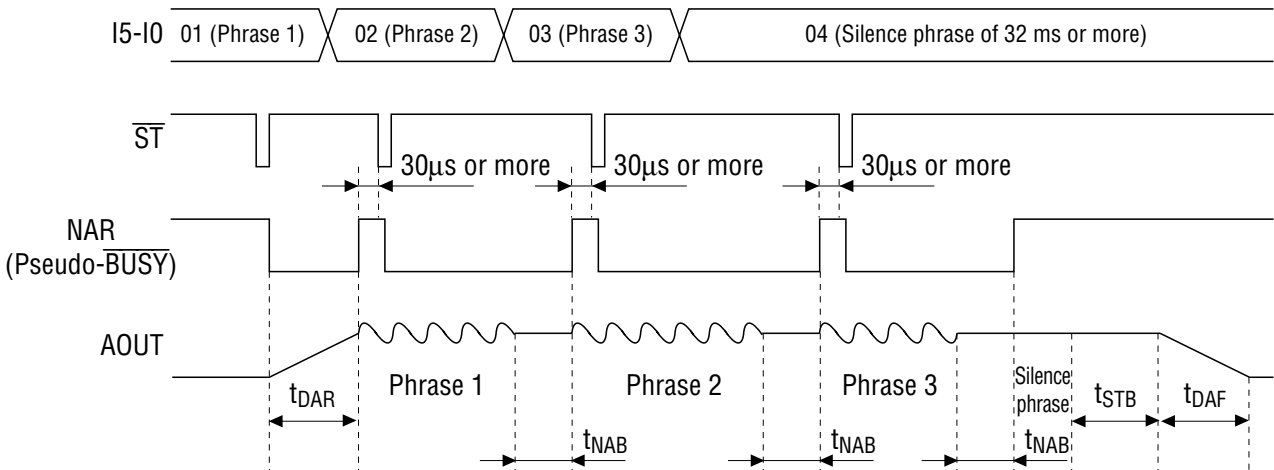 I5-I0 01 (Phrase 1) 02 (Phrase 2) 03 (Phrase 3) 04 (Silence phrase of 32 ms or more)
ST
30μs or more 30μs or more 30μs or more
NAR
(Pseudo-BUSY)
AOUT
Phrase 1 Phrase 2 Phrase 3 Silence
phrase
tDAR tSTB tDAF
tNAB tNAB tNAB